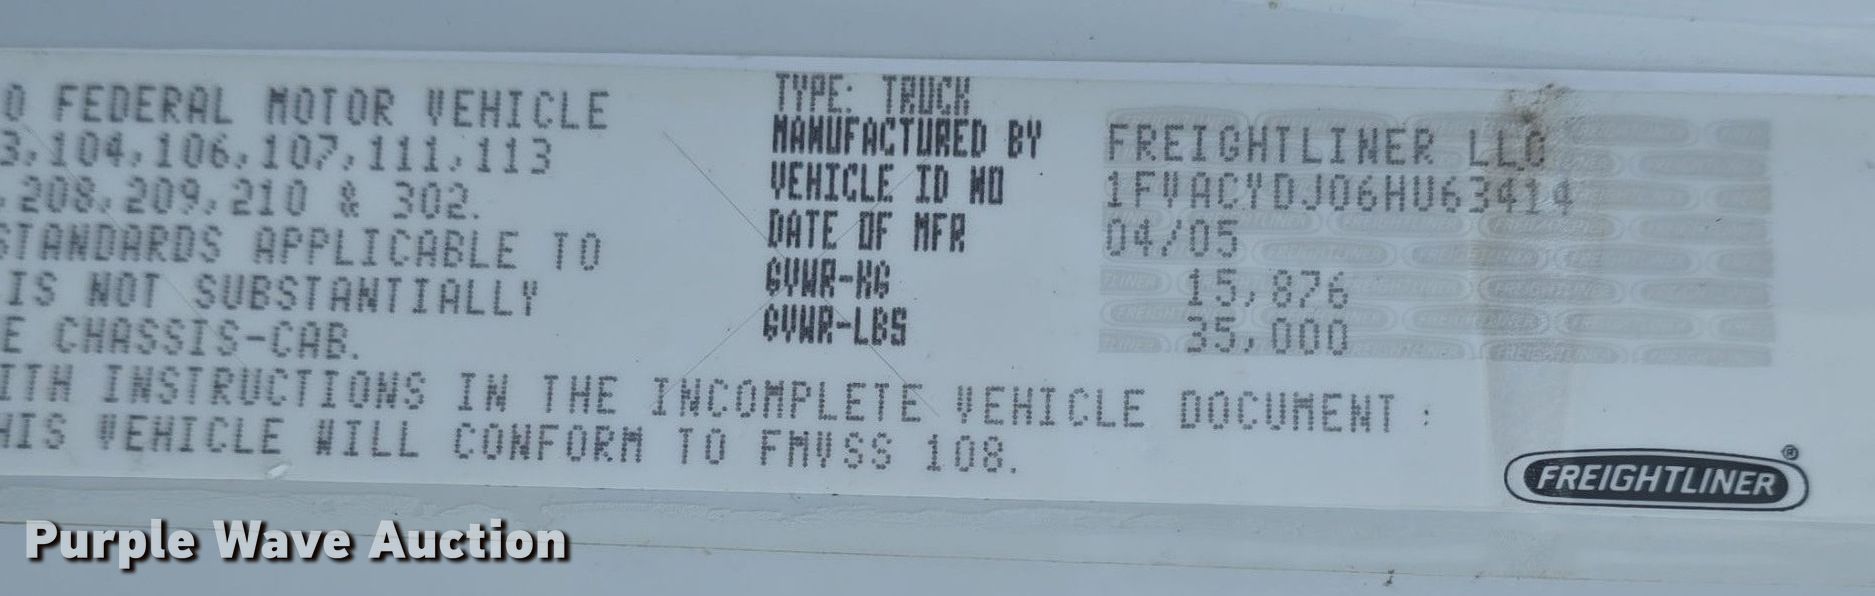 O FEDERAL MOTOR VEHICLE
3,104,106,107,111,113
,208,209,210 & 302.
STANDARDS APPLICABLE TO
IS NOT SUBSTANTIALLY
E CHASSIS-CAB.
TYPE: TRUCK
MANUFACTURED BY FREIGHTLINER LLC
VEHICLE ID NO 1FVACYDJ06HU63414
DATE OF MFR 04/05
GVWR-KG 15,876
GVWR-LBS 35,000
ITH INSTRUCTIONS IN THE INCOMPLETE VEHICLE DOCUMENT:
HIS VEHICLE WILL CONFORM TO FMVSS 108.
FREIGHTLINER®
Purple Wave Auction